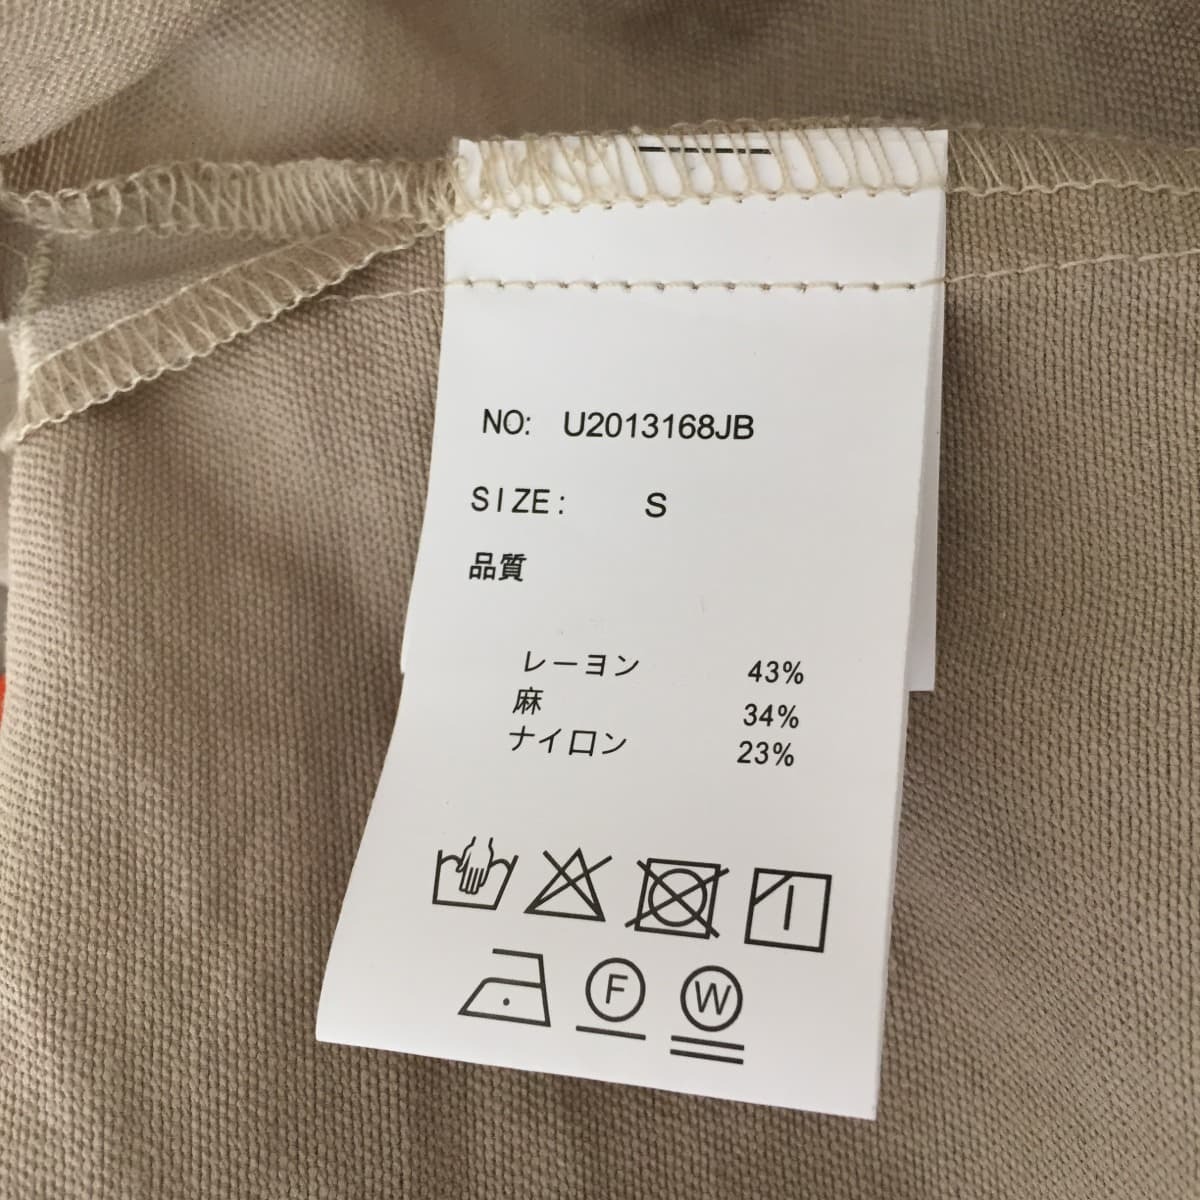 NO: U2013168JB
SIZE: S
品質
レーヨン 43%
麻 34%
ナイロン 23%
F W